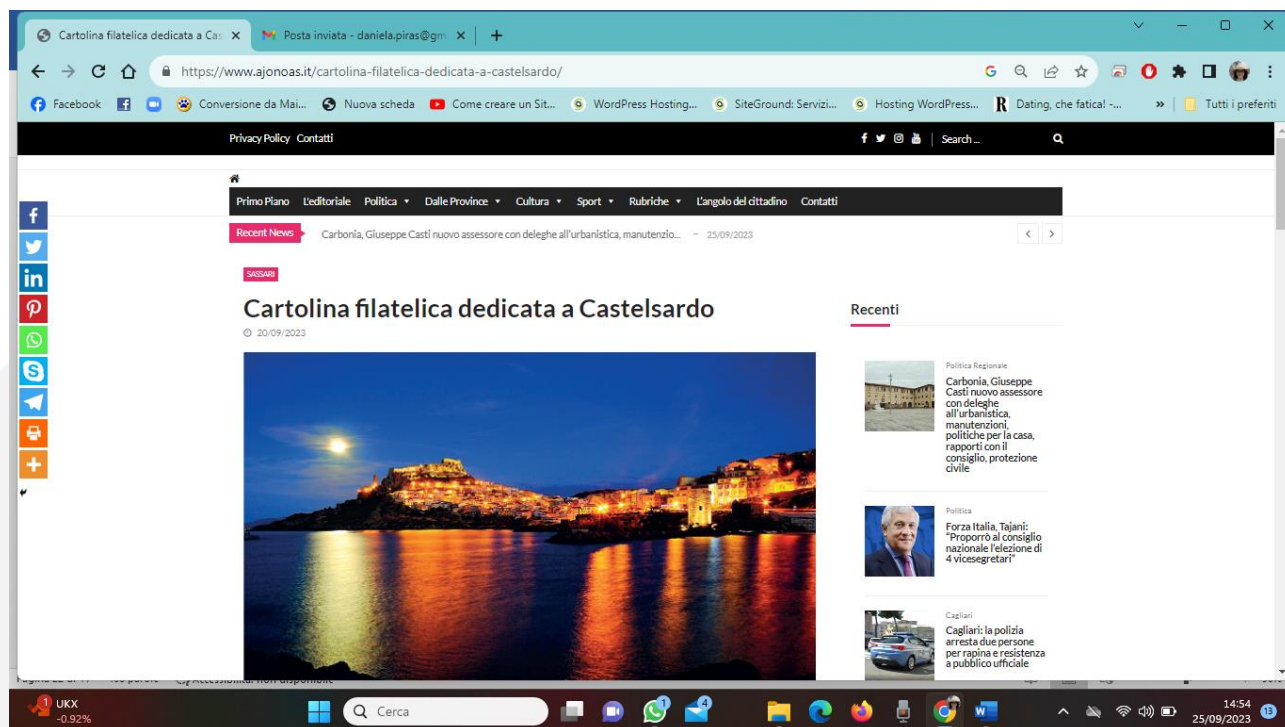 Cartolina filatelica dedicata a Cas
Posta inviata - daniela.piras@gm
https://www.ajonoas.it/cartolina-filatelica-dedicata-a-castelsardo/
Facebook
Conversione da Mai...
Nuova scheda
Come creare un Sit...
WordPress Hosting...
SiteGround: Servizi...
Hosting WordPress...
Dating, che fatica! -...
»
Tutti i preferiti
Privacy Policy Contatti
Search ...
Primo Piano L'editoriale Politica Dalle Province Cultura Sport Rubriche L'angolo del cittadino Contatti
Recent News
Carbonia, Giuseppe Casti nuovo assessore con deleghe all'urbanistica, manutenzio... – 25/09/2023
SASSARI
Cartolina filatelica dedicata a Castelsardo
20/09/2023
Recenti
Politica Regionale
Carbonia, Giuseppe
Casti nuovo assessore
con deleghe
all'urbanistica,
manutenzioni,
politiche per la casa,
rapporti con il
consiglio, protezione
civile
Politica
Forza Italia, Tajani:
"Proporrò al consiglio
nazionale l'elezione di
4 vicesegretari"
Cagliari
Cagliari: la polizia
arresta due persone
per rapina e resistenza
a pubblico ufficiale
1
UKX
-0.92%
Cerca
1
4
14:54
25/09/2023
13